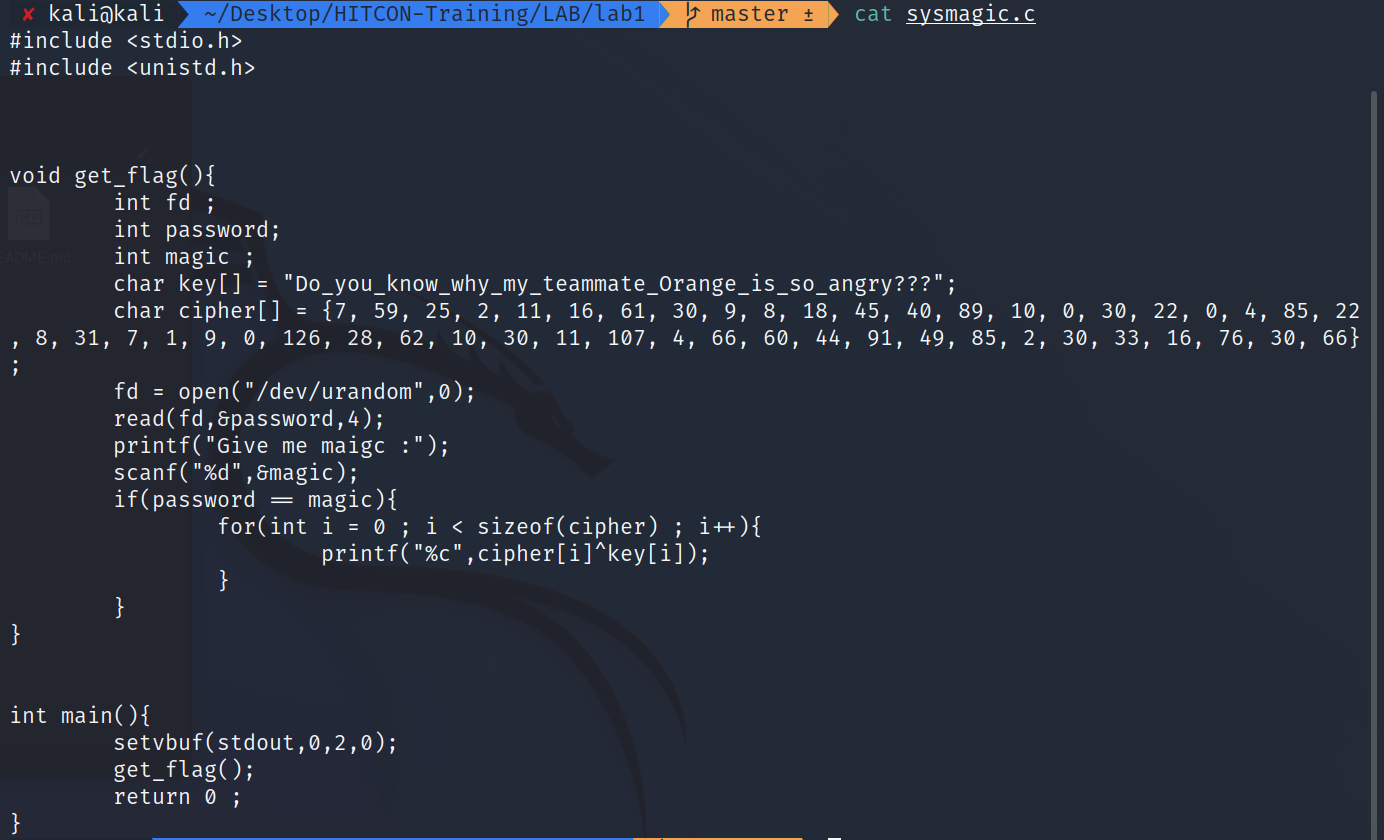 ✘ kali@kali ~/Desktop/HITCON-Training/LAB/lab1 master ± cat sysmagic.c
#include <stdio.h>
#include <unistd.h>
void get_flag(){
int fd ;
int password;
int magic ;
char key[] = "Do_you_know_why_my_teammate_Orange_is_so_angry???";
char cipher[] = {7, 59, 25, 2, 11, 16, 61, 30, 9, 8, 18, 45, 40, 89, 10, 0, 30, 22, 0, 4, 85, 22
, 8, 31, 7, 1, 9, 0, 126, 28, 62, 10, 30, 11, 107, 4, 66, 60, 44, 91, 49, 85, 2, 30, 33, 16, 76, 30, 66}
;
fd = open("/dev/urandom",0);
read(fd,&password,4);
printf("Give me maigc :");
scanf("%d",&magic);
if(password == magic){
for(int i = 0 ; i < sizeof(cipher) ; i++){
printf("%c",cipher[i]^key[i]);
}
}
}
int main(){
setvbuf(stdout,0,2,0);
get_flag();
return 0 ;
}